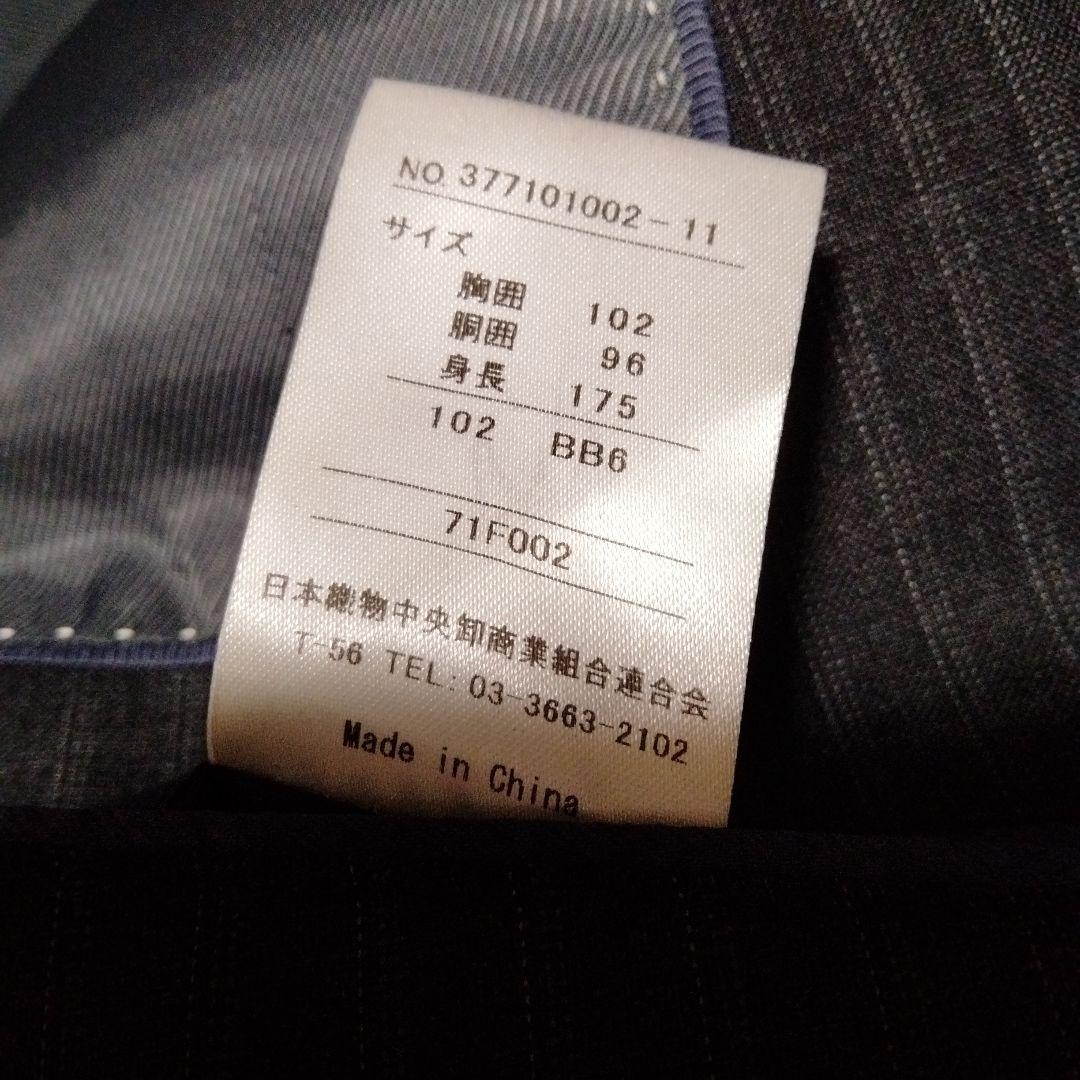 NO. 377101002-11
サイズ
胸囲 102
胴囲 96
身長 175
102 BB6
71F002
日本織物中央卸商業組合連合会
T-56 TEL: 03-3663-2102
Made in China